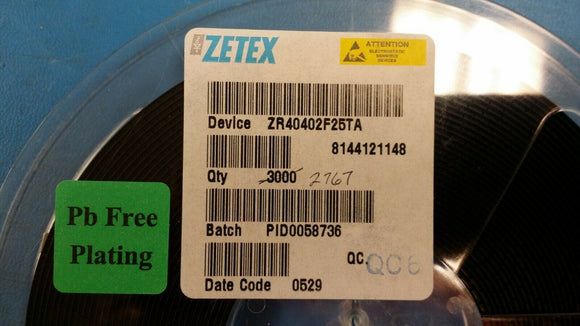 ZETEX
ATTENTION
ELECTROSTATIC
SENSITIVE
DEVICES
Device ZR40402F25TA
8144121148
Qty 3000 2767
Batch PID0058736
QC QC6
Date Code 0529
Pb Free
Plating